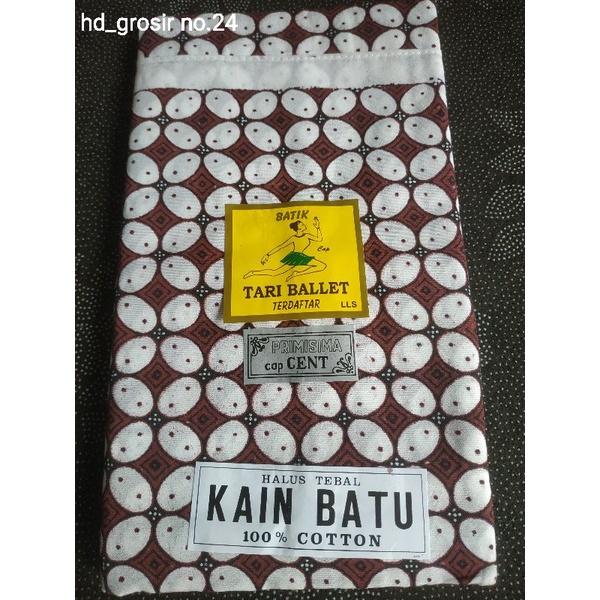 hd_grosir no.24
BATIK
Cap
TARI BALLET
TERDAFTAR
LLS
PRIMISIMA
cap CENT
HALUS TEBAL
KAIN BATU
100% COTTON